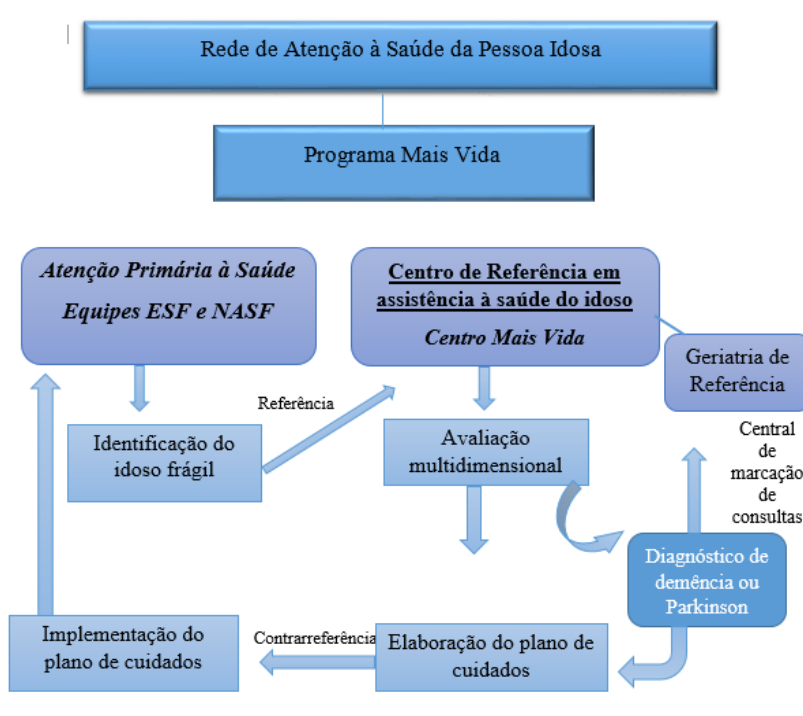 Rede de Atenção à Saúde da Pessoa Idosa
Programa Mais Vida
Atenção Primária à Saúde
Equipes ESF e NASF
Centro de Referência em
assistência à saúde do idoso
Centro Mais Vida
Geriatria de
Referência
Referência
Identificação do
idoso frágil
Avaliação
multidimensional
Central
de
marcação
de
consultas
Diagnóstico de
demência ou
Parkinson
Implementação do
plano de cuidados
Contrarreferência
Elaboração do plano de
cuidados